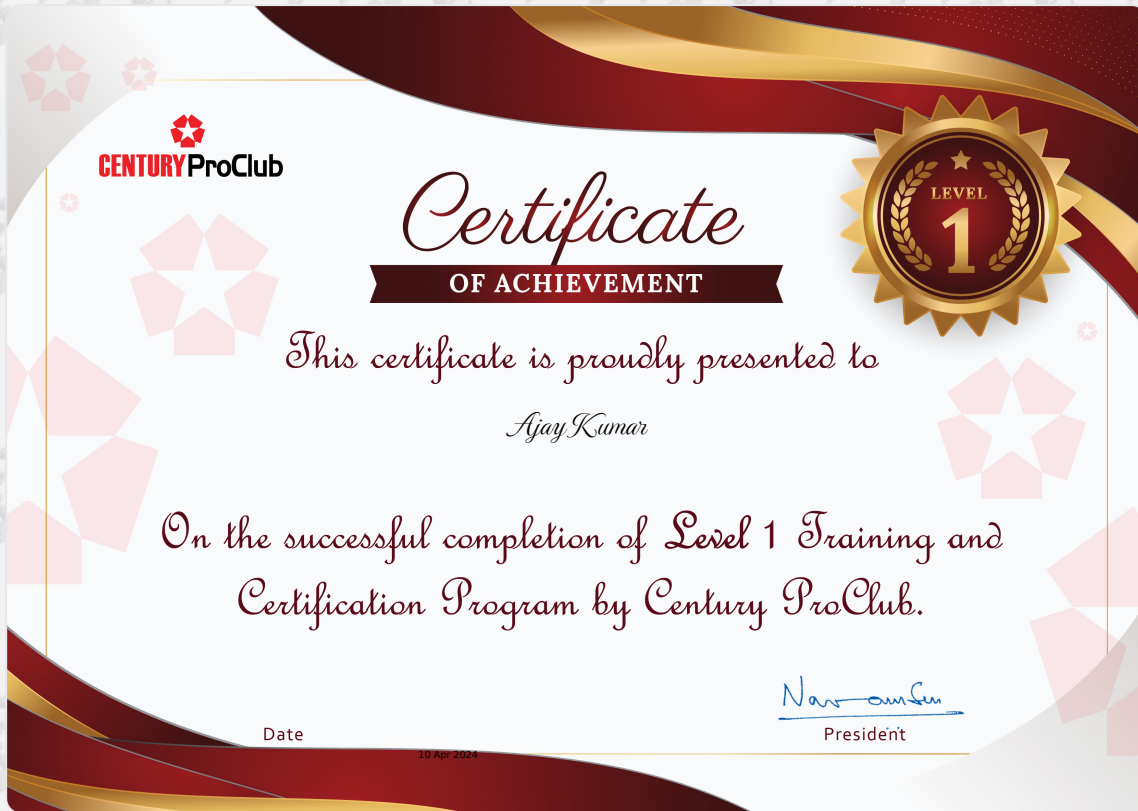 CENTURY ProClub
LEVEL
1
Certificate
OF ACHIEVEMENT
This certificate is proudly presented to
Ajay Kumar
On the successful completion of Level 1 Training and
Certification Program by Century ProClub.
Date
President
10 Apr 2024